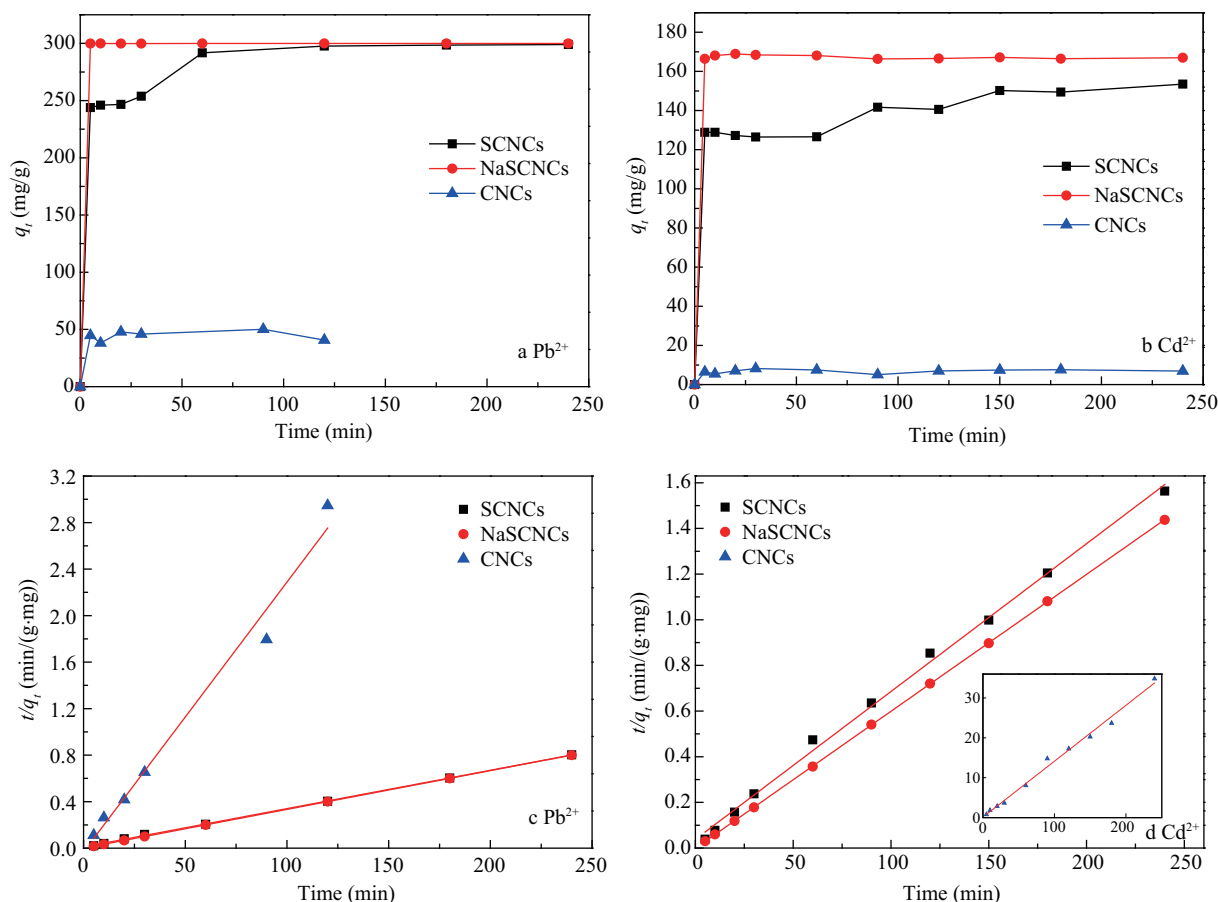 300
250
200
150
100
50
0
q_t (mg/g)
SCNCs
NaSCNCs
CNCs
a Pb²⁺
0 50 100 150 200 250
Time (min)
180
160
140
120
100
80
60
40
20
0
q_t (mg/g)
SCNCs
NaSCNCs
CNCs
b Cd²⁺
0 50 100 150 200 250
Time (min)
3.2
2.8
2.4
2.0
1.6
1.2
0.8
0.4
0.0
t/q_t (min/(g·mg))
SCNCs
NaSCNCs
CNCs
c Pb²⁺
0 50 100 150 200 250
Time (min)
1.6
1.4
1.2
1.0
0.8
0.6
0.4
0.2
0.0
t/q_t (min/(g·mg))
SCNCs
NaSCNCs
CNCs
30
20
10
0
0 100 200
d Cd²⁺
0 50 100 150 200 250
Time (min)